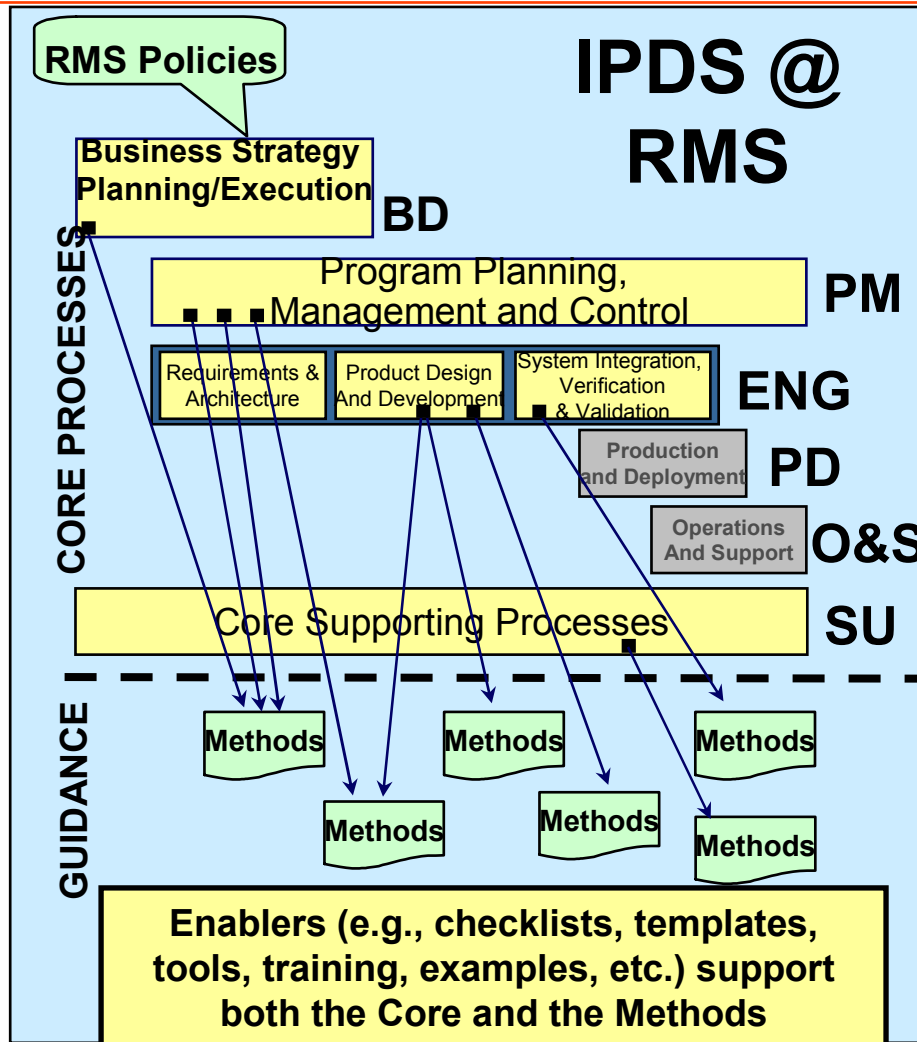 RMS Policies
IPDS @
RMS
Business Strategy
Planning/Execution
BD
CORE PROCESSES
Program Planning,
Management and Control
PM
Requirements &
Architecture
Product Design
And Development
System Integration,
Verification
& Validation
ENG
Production
and Deployment
PD
Operations
And Support
O&S
Core Supporting Processes
SU
GUIDANCE
Methods
Methods
Methods
Methods
Methods
Methods
Enablers (e.g., checklists, templates,
tools, training, examples, etc.) support
both the Core and the Methods